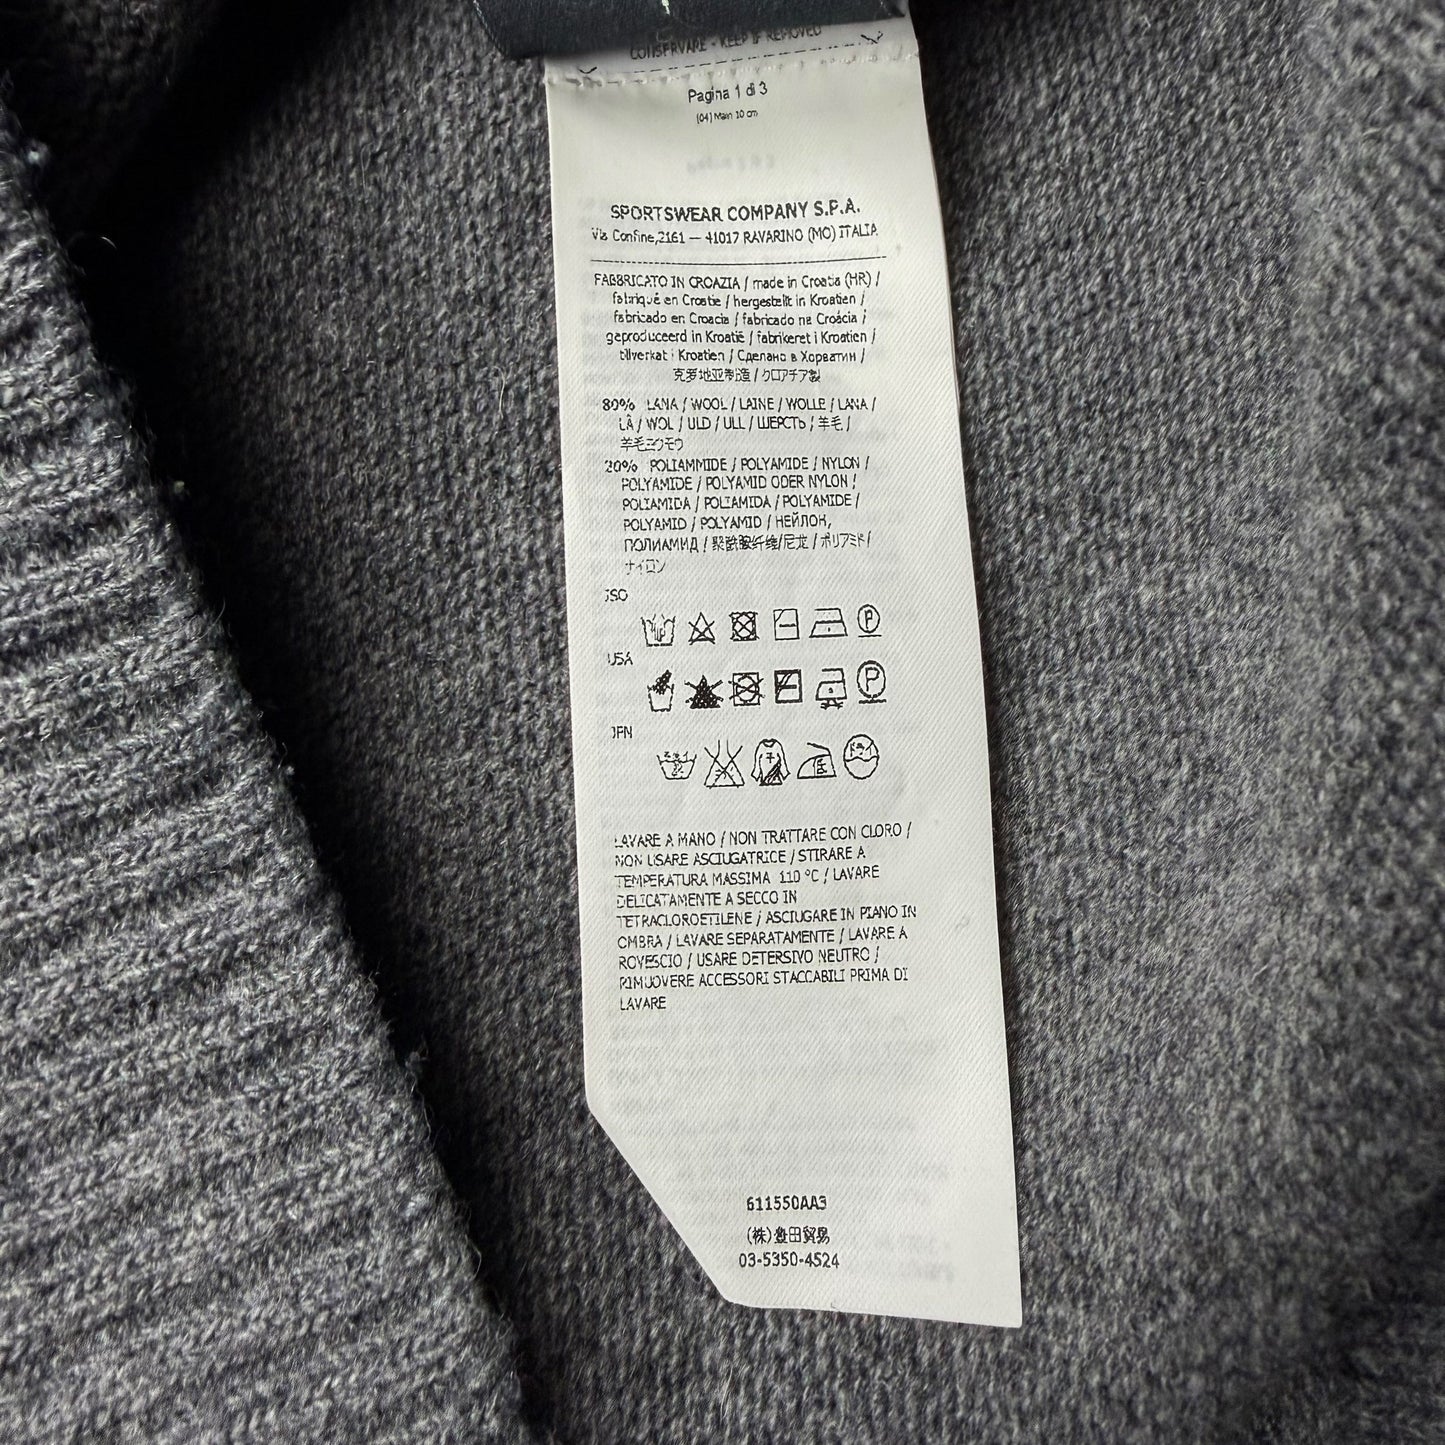 CONSERVARE - KEEP IF REMOVED
Pagina 1 di 3
(04) Main 10 cm
SPORTSWEAR COMPANY S.P.A.
Via Confine,2161 — 41017 RAVARINO (MO) ITALIA
FABBRICATO IN CROAZIA / made in Croatia (HR) /
fabriqué en Croatie / hergestellt in Kroatien /
fabricado en Croacia / fabricado na Croácia /
geproduceerd in Kroatië / fabrikeret i Kroatien /
tillverkat i Kroatien / Сделано в Хорватии /
克罗地亚制造 / クロアチア製
80% LANA / WOOL / LAINE / WOLLE / LANA /
LÃ / WOL / ULD / ULL / ШЕРСТЬ / 羊毛 /
羊毛
20% POLIAMMIDE / POLYAMIDE / NYLON /
POLYAMIDE / POLYAMID ODER NYLON /
POLIAMIDA / POLIAMIDA / POLYAMIDE /
POLYAMID / POLYAMID / НЕЙЛОН,
ПОЛИАМИД / 聚酰胺纤维/尼龙 / ポリアミド/
ナイロン
ISO
P
USA
P
JPN
LAVARE A MANO / NON TRATTARE CON CLORO /
NON USARE ASCIUGATRICE / STIRARE A
TEMPERATURA MASSIMA 110 °C / LAVARE
DELICATAMENTE A SECCO IN
TETRACLOROETILENE / ASCIUGARE IN PIANO IN
OMBRA / LAVARE SEPARATAMENTE / LAVARE A
ROVESCIO / USARE DETERSIVO NEUTRO /
RIMUOVERE ACCESSORI STACCABILI PRIMA DI
LAVARE
611550AA3
(株)豊田貿易
03-5350-4524